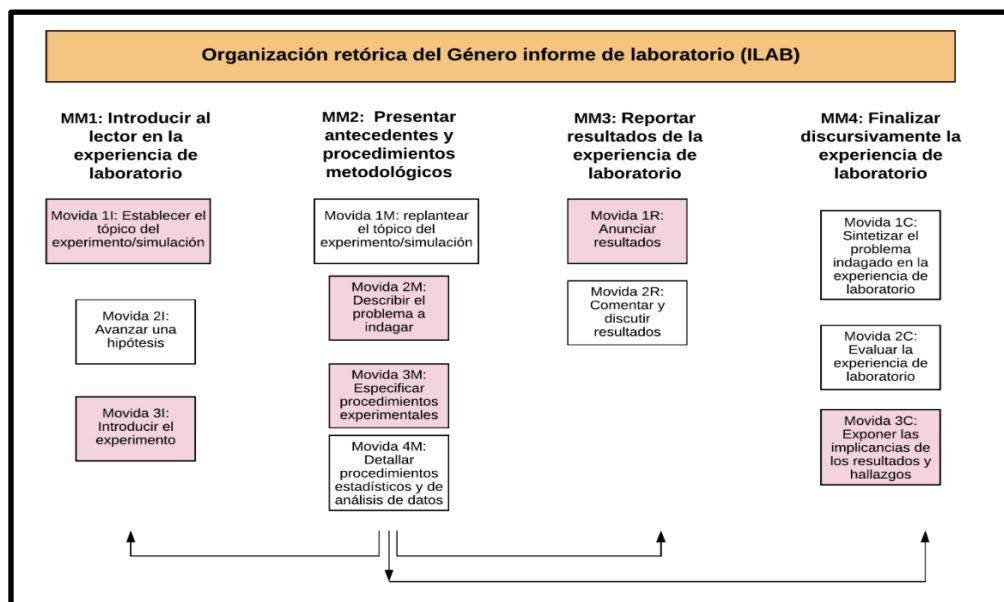 Organización retórica del Género informe de laboratorio (ILAB)
MM1: Introducir al
lector en la
experiencia de
laboratorio
Movida 1I: Establecer el
tópico del
experimento/simulación
Movida 2I:
Avanzar una
hipótesis
Movida 3I:
Introducir el
experimento
MM2: Presentar
antecedentes y
procedimientos
metodológicos
Movida 1M: replantear
el tópico del
experimento/simulación
Movida 2M:
Describir el
problema a
indagar
Movida 3M:
Especificar
procedimientos
experimentales
Movida 4M:
Detallar
procedimientos
estadísticos y de
análisis de datos
MM3: Reportar
resultados de la
experiencia de
laboratorio
Movida 1R:
Anunciar
resultados
Movida 2R:
Comentar y
discutir
resultados
MM4: Finalizar
discursivamente la
experiencia de
laboratorio
Movida 1C:
Sintetizar el
problema
indagado en la
experiencia de
laboratorio
Movida 2C:
Evaluar la
experiencia de
laboratorio
Movida 3C:
Exponer las
implicancias de
los resultados y
hallazgos